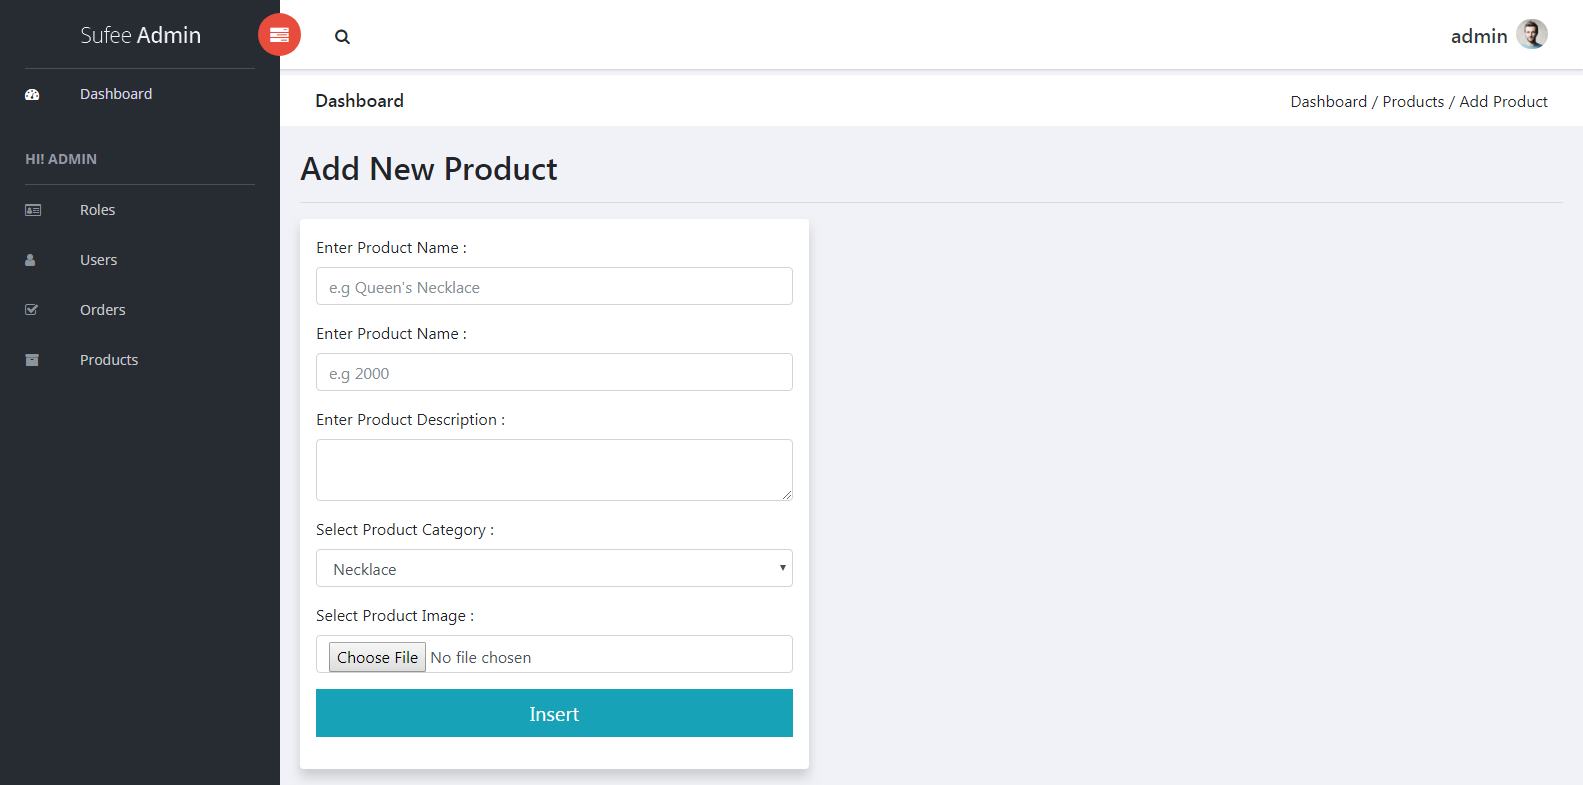 Sufee Admin
admin
Dashboard
Dashboard
Dashboard / Products / Add Product
HI! ADMIN
Roles
Users
Orders
Products
Add New Product
Enter Product Name :
e.g Queen's Necklace
Enter Product Name :
e.g 2000
Enter Product Description :
Select Product Category :
Necklace
Select Product Image :
Choose File No file chosen
Insert